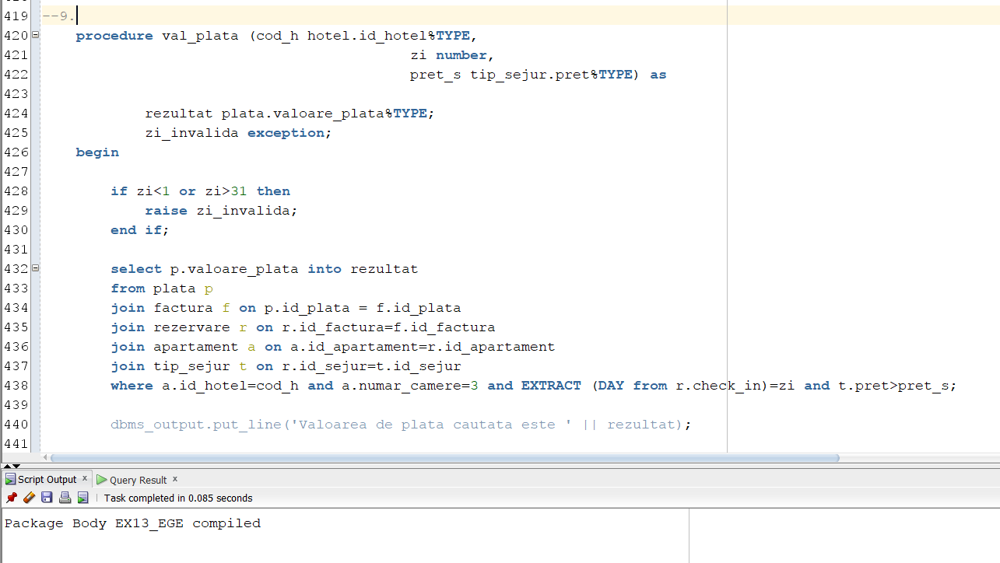 419 --9.
420 procedure val_plata (cod_h hotel.id_hotel%TYPE,
421 zi number,
422 pret_s tip_sejur.pret%TYPE) as
423
424 rezultat plata.valoare_plata%TYPE;
425 zi_invalida exception;
426 begin
427
428 if zi<1 or zi>31 then
429 raise zi_invalida;
430 end if;
431
432 select p.valoare_plata into rezultat
433 from plata p
434 join factura f on p.id_plata = f.id_plata
435 join rezervare r on r.id_factura=f.id_factura
436 join apartament a on a.id_apartament=r.id_apartament
437 join tip_sejur t on r.id_sejur=t.id_sejur
438 where a.id_hotel=cod_h and a.numar_camere=3 and EXTRACT (DAY from r.check_in)=zi and t.pret>pret_s;
439
440 dbms_output.put_line('Valoarea de plata cautata este ' || rezultat);
441
Script Output x Query Result x
Task completed in 0.085 seconds
Package Body EX13_EGE compiled